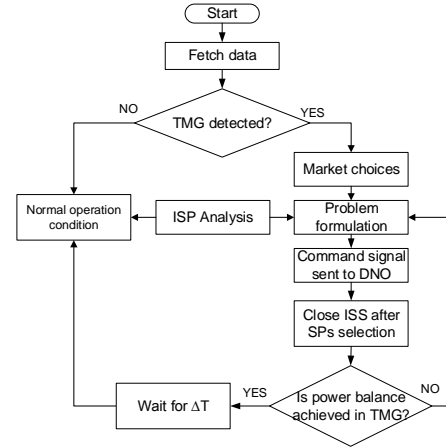 Start
Fetch data
NO
YES
TMG detected?
Market choices
Normal operation
condition
ISP Analysis
Problem
formulation
Command signal
sent to DNO
Close ISS after
SPs selection
Is power balance
achieved in TMG?
YES
NO
Wait for ΔT